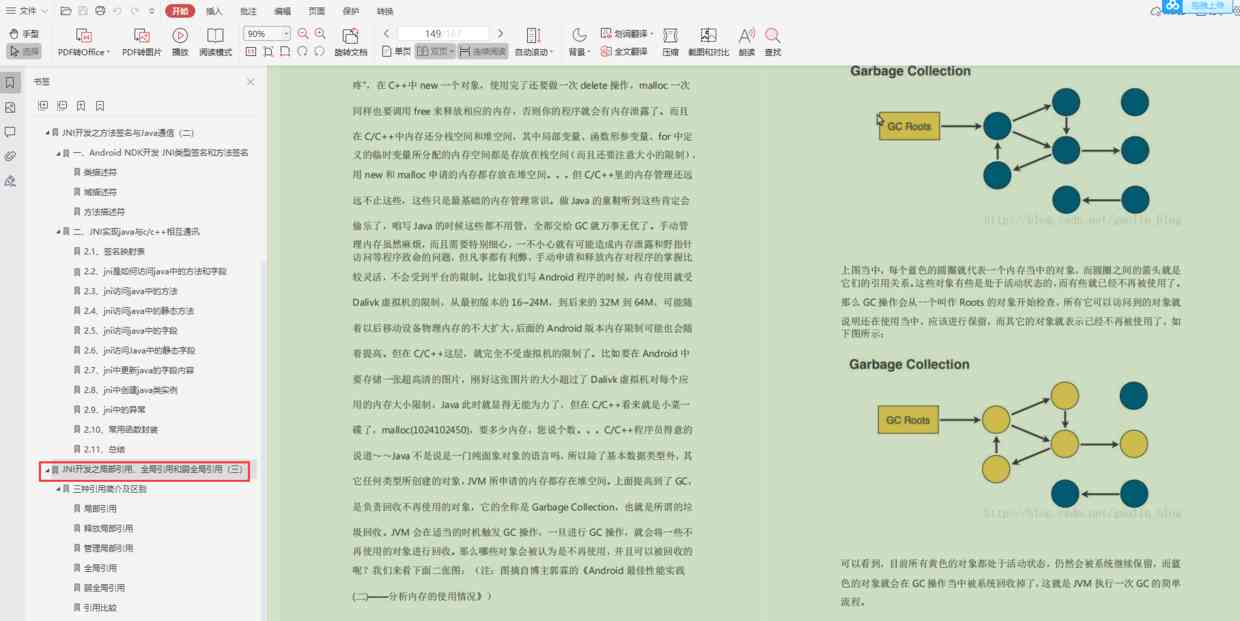 文件
开始 插入 批注 编辑 页面 保护 转换
拖拽上传
手型
选择
PDF转Office
PDF转图片
播放
阅读模式
90%
旋转文档
149/167
单页 双页 连续阅读
自动滚动
背景
划词翻译
全文翻译
压缩
截图和对比
朗读
查找
书签
JNI开发之方法签名与Java通信（二）
一、Android NDK开发 JNI类型签名和方法签名
类描述符
域描述符
方法描述符
二、JNI实现java与c/c++相互通讯
2.1、签名映射表
2.2、jni是如何访问java中的方法和字段
2.3、jni访问java中的方法
2.4、jni访问java中的静态方法
2.5、jni访问java中的字段
2.6、jni访问Java中的静态字段
2.7、jni中更新java的字段内容
2.8、jni中创建java类实例
2.9、jni中的异常
2.10、常用函数封装
2.11、总结
JNI开发之局部引用、全局引用和弱全局引用（三）
三种引用简介及区别
局部引用
释放局部引用
管理局部引用
全局引用
弱全局引用
引用比较
疼”，在 C++中 new 一个对象，使用完了还要做一次 delete 操作，malloc 一次
同样也要调用 free 来释放相应的内存，否则你的程序就会有内存泄露了。而且
在 C/C++中内存还分栈空间和堆空间，其中局部变量、函数形参变量、for 中定
义的临时变量所分配的内存空间都是存放在栈空间（而且还要注意大小的限制），
用 new 和 malloc 申请的内存都存放在堆空间。。。但 C/C++里的内存管理还远
远不止这些，这些只是最基础的内存管理常识。做 Java 的童鞋听到这些肯定会
偷乐了，咱写 Java 的时候这些都不用管，全部交给 GC 就万事无优了。手动管
理内存虽然麻烦，而且需要特别细心，一不小心就有可能造成内存泄露和野指针
访问等程序致命的问题，但凡事都有利弊，手动申请和释放内存对程序的掌握比
较灵活，不会受到平台的限制。比如我们写 Android 程序的时候，内存使用就受
Dalivk 虚拟机的限制，从最初版本的 16~24M，到后来的 32M 到 64M，可能随
着以后移动设备物理内存的不大扩大，后面的 Android 版本内存限制可能也会随
着提高。但在 C/C++这层，就完全不受虚拟机的限制了。比如要在 Android 中
要存储一张超高清的图片，刚好这张图片的大小超过了 Dalivk 虚拟机对每个应
用的内存大小限制，Java 此时就显得无能为力了，但在 C/C++看来就是小菜一
碟了，malloc(1024102450)，要多少内存，您说个数。。。C/C++程序员得意的
说道～～Java 不是说是一门纯面象对象的语言吗，所以除了基本数据类型外，其
它任何类型所创建的对象，JVM 所申请的内存都存在堆空间。上面提高到了 GC，
是负责回收不再使用的对象，它的全称是 Garbage Collection，也就是所谓的垃
圾回收。JVM 会在适当的时机触发 GC 操作，一旦进行 GC 操作，就会将一些不
再使用的对象进行回收。那么哪些对象会被认为是不再使用，并且可以被回收的
呢？我们来看下面二张图：（注：图摘自博主郭霖的《Android 最佳性能实践
(二)——分析内存的使用情况》）
Garbage Collection
GC Roots
http://blog.csdn.net/guolin_blog
上图当中，每个蓝色的圆圈就代表一个内存当中的对象，而圆圈之间的箭头就是
它们的引用关系。这些对象有些是处于活动状态的，而有些就已经不再被使用了。
那么 GC 操作会从一个叫作 Roots 的对象开始检查，所有它可以访问到的对象就
说明还在使用当中，应该进行保留，而其它的对象就表示已经不再被使用了，如
下图所示：
Garbage Collection
GC Roots
http://blog.csdn.net/guolin_blog
可以看到，目前所有黄色的对象都处于活动状态，仍然会被系统继续保留，而蓝
色的对象就会在 GC 操作当中被系统回收掉了，这就是 JVM 执行一次 GC 的简单
流程。